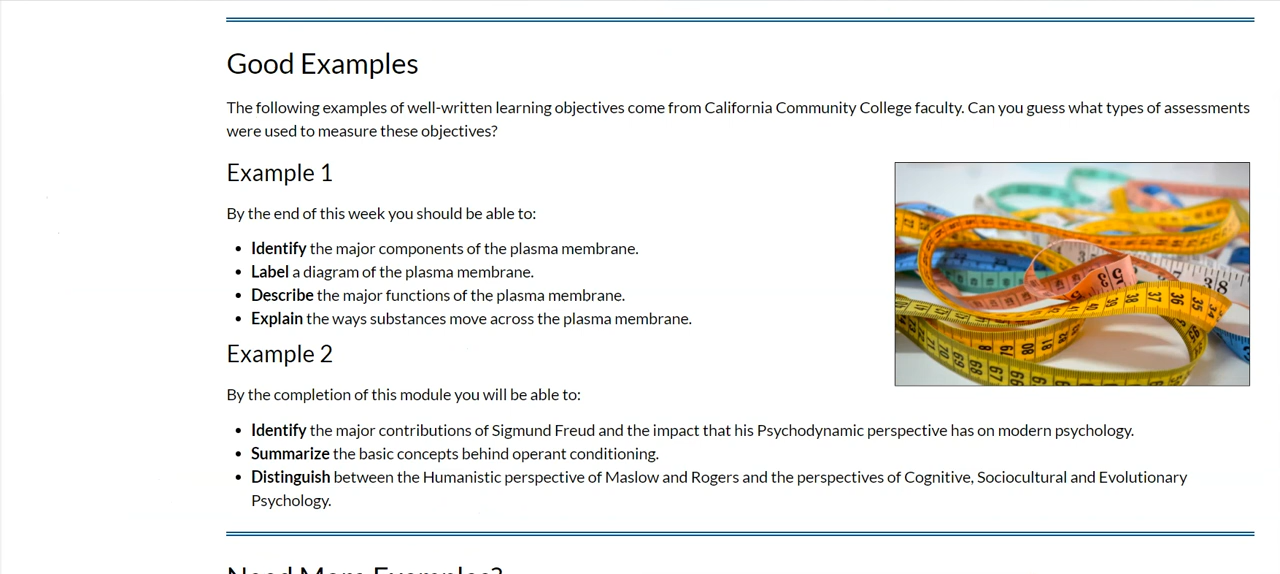 Good Examples
The following examples of well-written learning objectives come from California Community College faculty. Can you guess what types of assessments
were used to measure these objectives?
Example 1
By the end of this week you should be able to:
• Identify the major components of the plasma membrane.
• Label a diagram of the plasma membrane.
• Describe the major functions of the plasma membrane.
• Explain the ways substances move across the plasma membrane.
Example 2
By the completion of this module you will be able to:
• Identify the major contributions of Sigmund Freud and the impact that his Psychodynamic perspective has on modern psychology.
• Summarize the basic concepts behind operant conditioning.
• Distinguish between the Humanistic perspective of Maslow and Rogers and the perspectives of Cognitive, Sociocultural and Evolutionary
Psychology.
Need More Examples?